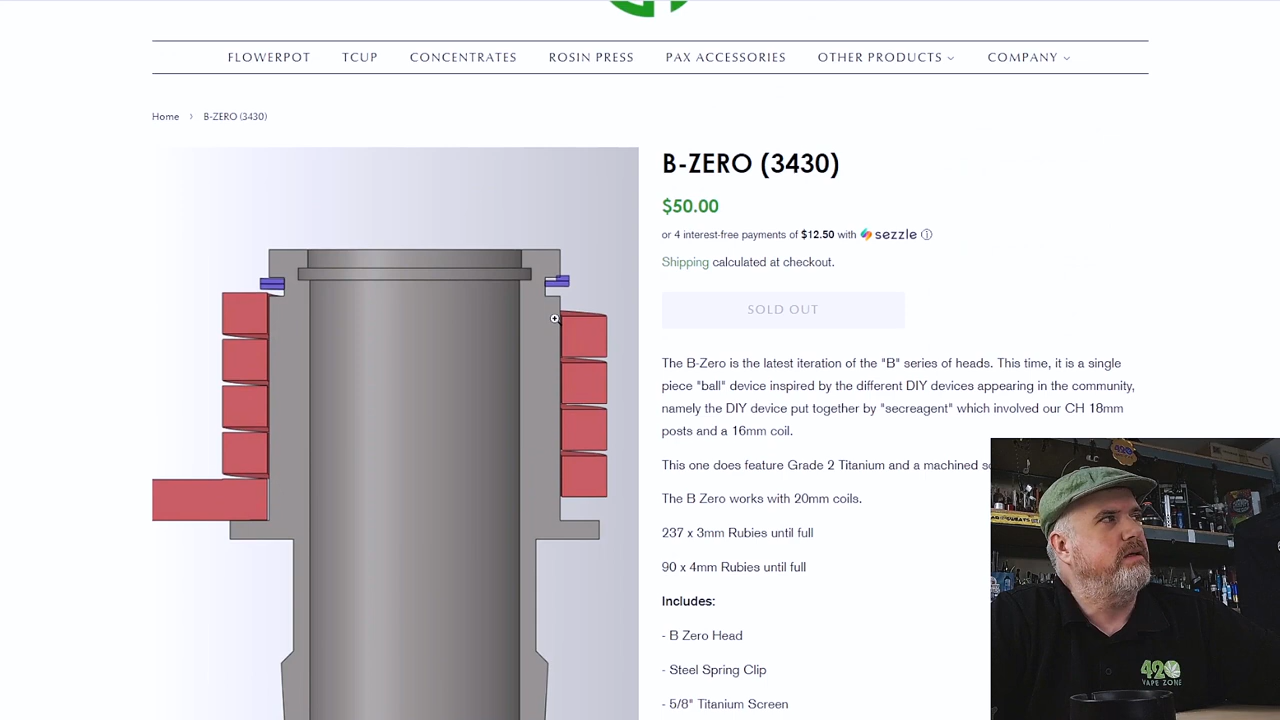 FLOWERPOT TCUP CONCENTRATES ROSIN PRESS PAX ACCESSORIES OTHER PRODUCTS COMPANY
Home › B-ZERO (3430)
B-ZERO (3430)
$50.00
or 4 interest-free payments of $12.50 with sezzle
Shipping calculated at checkout.
SOLD OUT
The B-Zero is the latest iteration of the "B" series of heads. This time, it is a single
piece "ball" device inspired by the different DIY devices appearing in the community,
namely the DIY device put together by "secreagent" which involved our CH 18mm
posts and a 16mm coil.
This one does feature Grade 2 Titanium and a machined
The B Zero works with 20mm coils.
237 x 3mm Rubies until full
90 x 4mm Rubies until full
Includes:
- B Zero Head
- Steel Spring Clip
- 5/8" Titanium Screen
420
VAPE ZONE